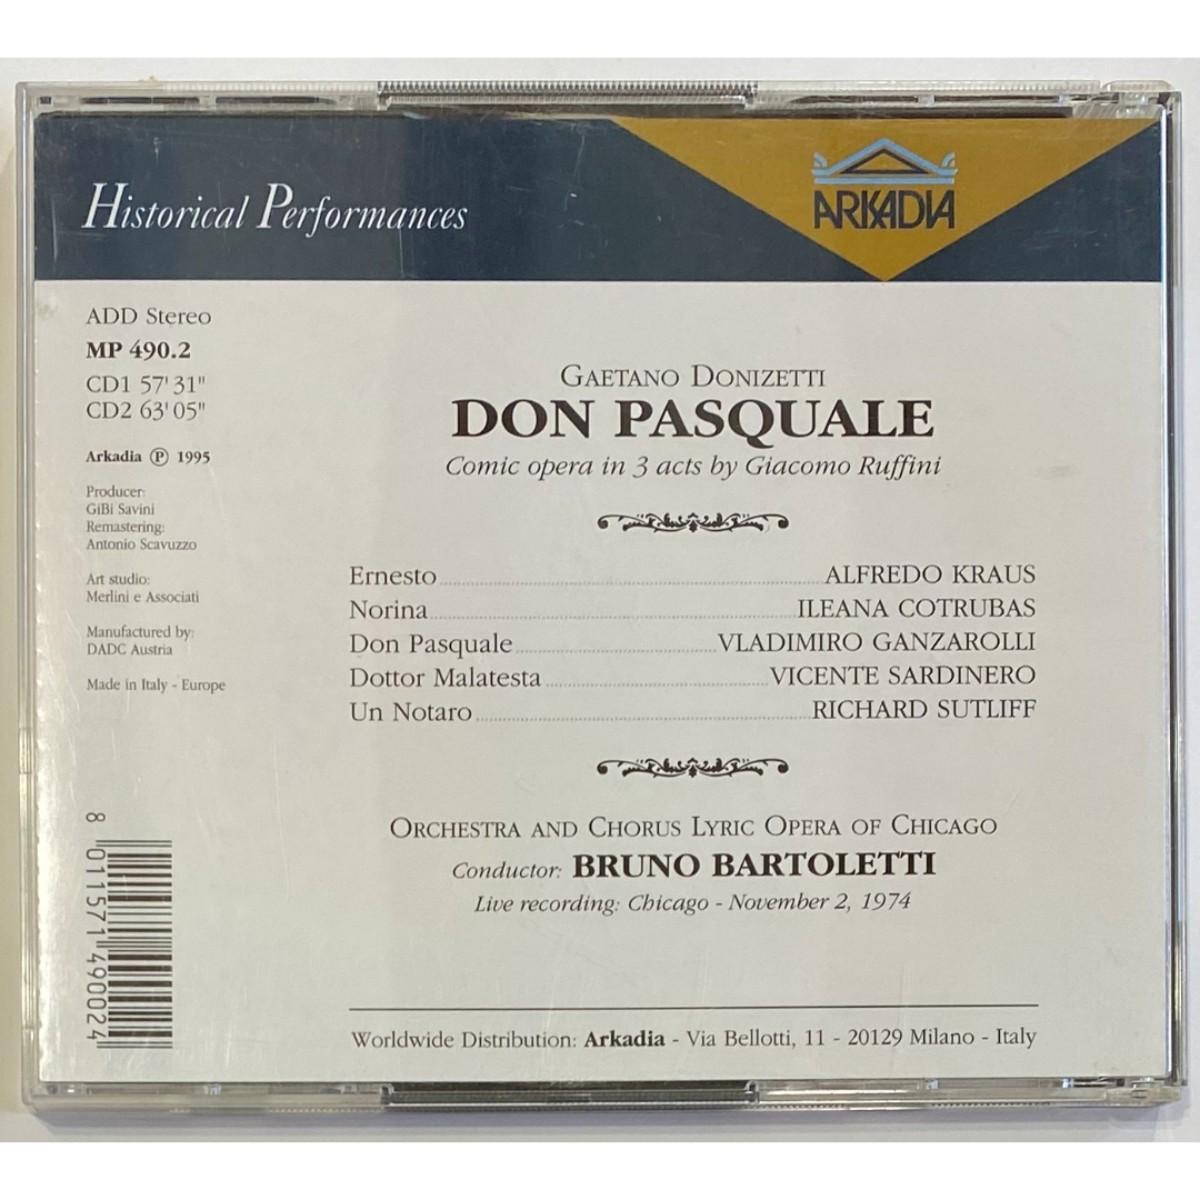 Historical Performances
ARKADIA
ADD Stereo
MP 490.2
CD1 57' 31"
CD2 63' 05"
Arkadia ℗ 1995
Producer:
GiBi Savini
Remastering:
Antonio Scavuzzo
Art studio:
Merlini e Associati
Manufactured by:
DADC Austria
Made in Italy - Europe
8 011571 490024
GAETANO DONIZETTI
DON PASQUALE
Comic opera in 3 acts by Giacomo Ruffini
Ernesto ALFREDO KRAUS
Norina ILEANA COTRUBAS
Don Pasquale VLADIMIRO GANZAROLLI
Dottor Malatesta VICENTE SARDINERO
Un Notaro RICHARD SUTLIFF
ORCHESTRA AND CHORUS LYRIC OPERA OF CHICAGO
Conductor: BRUNO BARTOLETTI
Live recording: Chicago - November 2, 1974
Worldwide Distribution: Arkadia - Via Bellotti, 11 - 20129 Milano - Italy